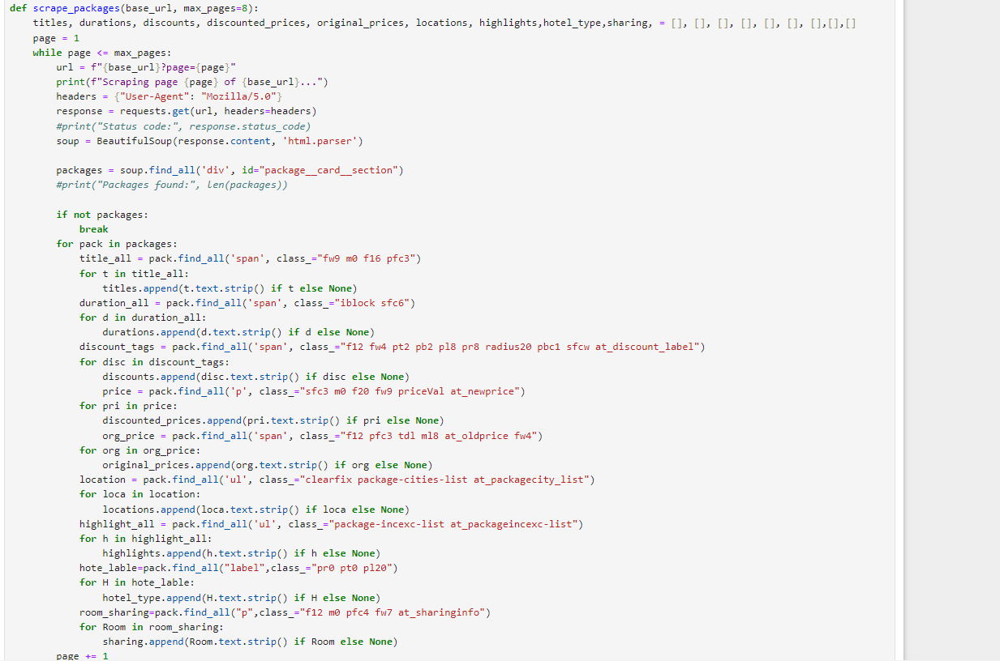 def scrape_packages(base_url, max_pages=8):
    titles, durations, discounts, discounted_prices, original_prices, locations, highlights,hotel_type,sharing, = [], [], [], [], [], [], [],[],[]
    page = 1
    while page <= max_pages:
        url = f"{base_url}?page={page}"
        print(f"Scraping page {page} of {base_url}...")
        headers = {"User-Agent": "Mozilla/5.0"}
        response = requests.get(url, headers=headers)
        #print("Status code:", response.status_code)
        soup = BeautifulSoup(response.content, 'html.parser')
        packages = soup.find_all('div', id="package__card__section")
        #print("Packages found:", len(packages))
        if not packages:
            break
        for pack in packages:
            title_all = pack.find_all('span', class_="fw9 m0 f16 pfc3")
            for t in title_all:
                titles.append(t.text.strip() if t else None)
            duration_all = pack.find_all('span', class_="iblock sfc6")
            for d in duration_all:
                durations.append(d.text.strip() if d else None)
            discount_tags = pack.find_all('span', class_="f12 fw4 pt2 pb2 pl8 pr8 radius20 pbc1 sfcw at_discount_label")
            for disc in discount_tags:
                discounts.append(disc.text.strip() if disc else None)
                price = pack.find_all('p', class_="sfc3 m0 f20 fw9 priceVal at_newprice")
            for pri in price:
                discounted_prices.append(pri.text.strip() if pri else None)
                org_price = pack.find_all('span', class_="f12 pfc3 tdl ml8 at_oldprice fw4")
            for org in org_price:
                original_prices.append(org.text.strip() if org else None)
            location = pack.find_all('ul', class_="clearfix package-cities-list at_packagecity_list")
            for loca in location:
                locations.append(loca.text.strip() if loca else None)
            highlight_all = pack.find_all('ul', class_="package-incexc-list at_packageincexc-list")
            for h in highlight_all:
                highlights.append(h.text.strip() if h else None)
            hote_lable=pack.find_all("label",class_="pr0 pt0 pl20")
            for H in hote_lable:
                hotel_type.append(H.text.strip() if H else None)
            room_sharing=pack.find_all("p",class_="f12 m0 pfc4 fw7 at_sharinginfo")
            for Room in room_sharing:
                sharing.append(Room.text.strip() if Room else None)
        page += 1